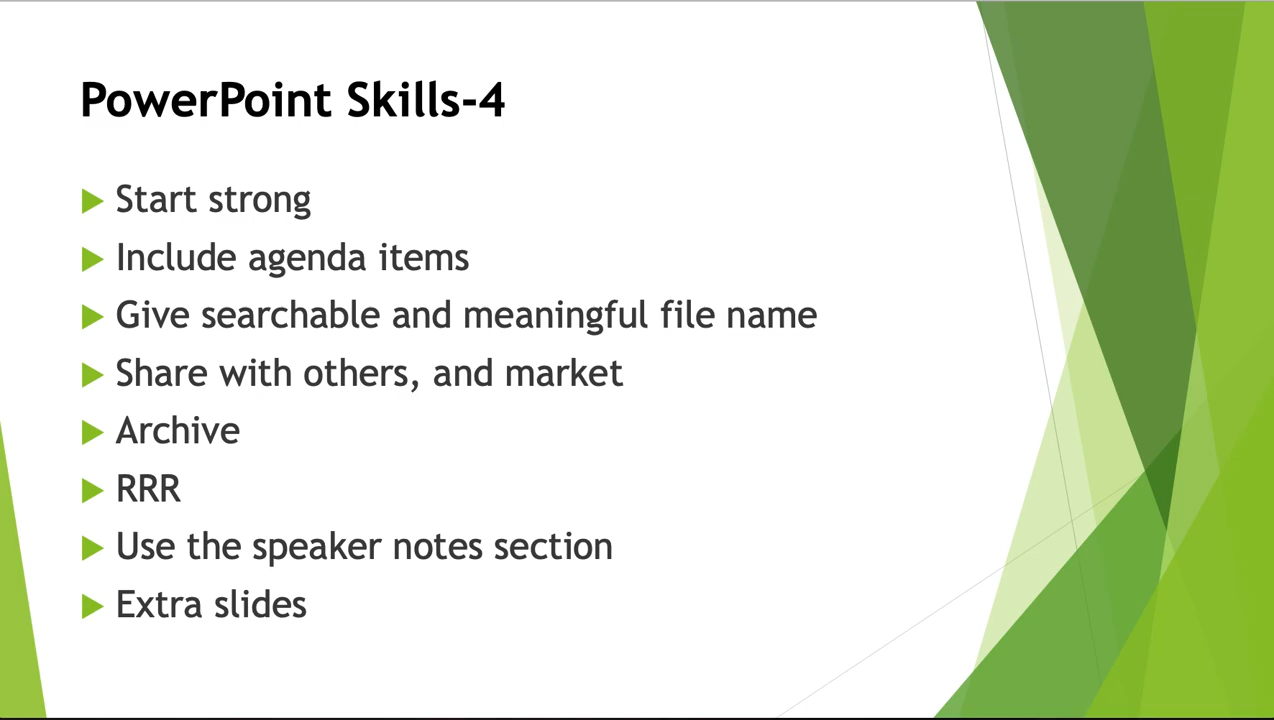 PowerPoint Skills-4
Start strong
Include agenda items
Give searchable and meaningful file name
Share with others, and market
Archive
RRR
Use the speaker notes section
Extra slides